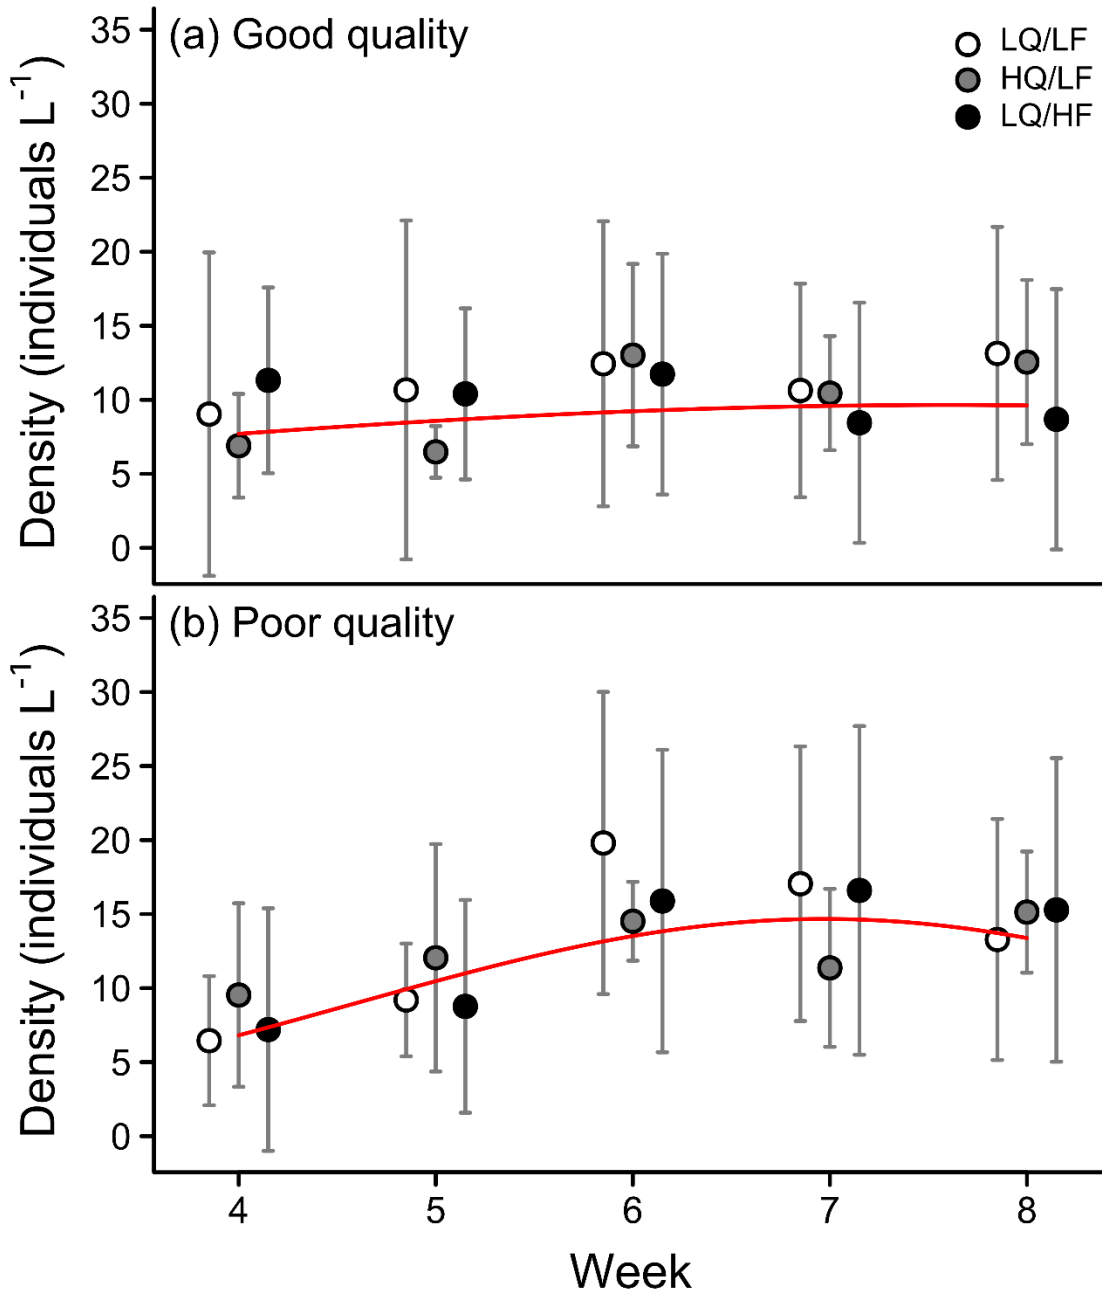 (a) Good quality
LQ/LF
HQ/LF
LQ/HF
Density (individuals L⁻¹)
35
30
25
20
15
10
5
0
(b) Poor quality
Density (individuals L⁻¹)
35
30
25
20
15
10
5
0
4 5 6 7 8
Week